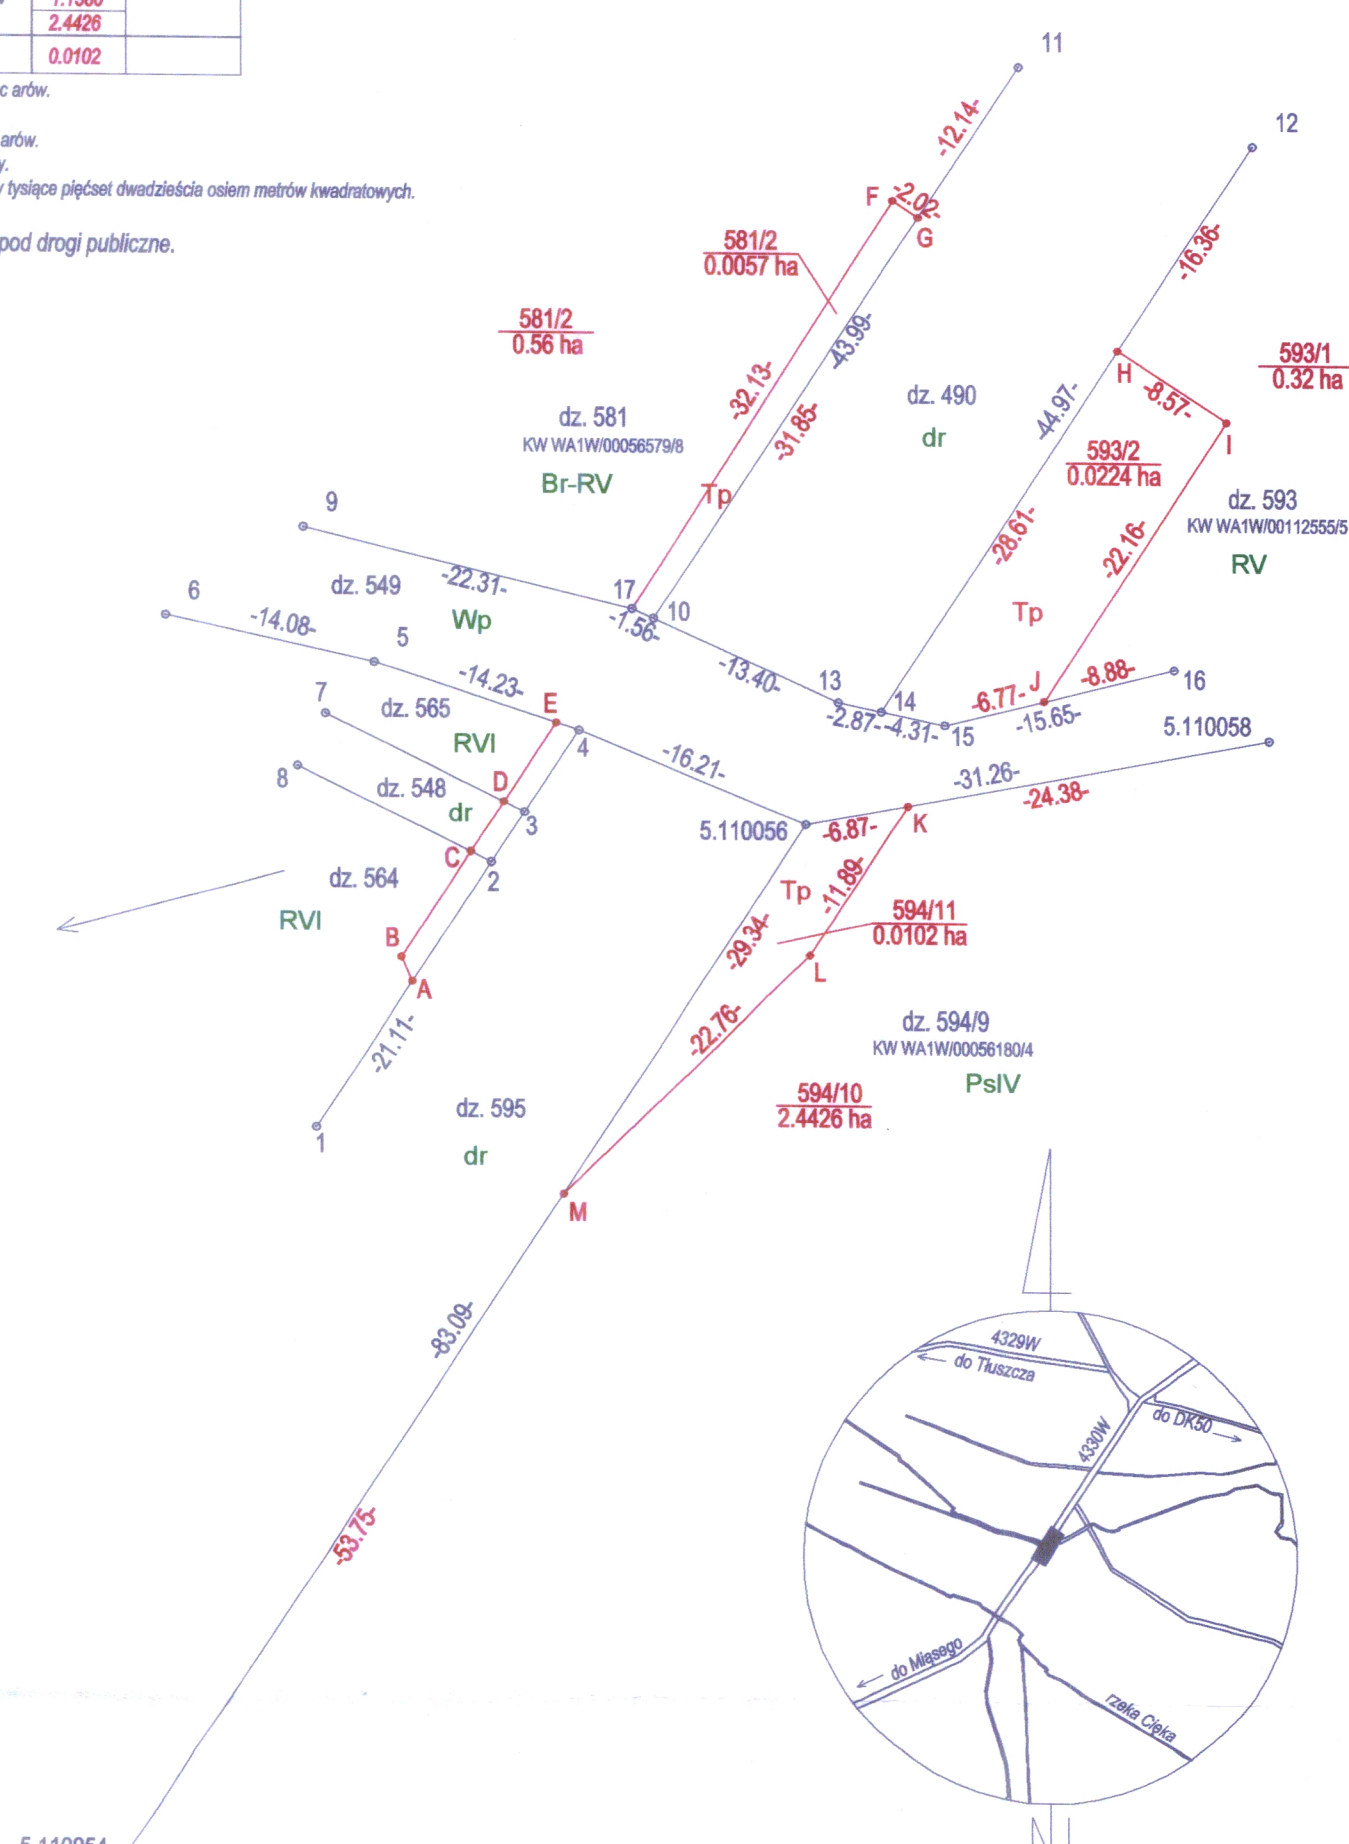 2.4426
0.0102
c arów.
arów.
y.
tysiące pięćset dwadzieścia osiem metrów kwadratowych.
pod drogi publiczne.
11
-12.14-
12
F
-2.02-
G
581/2
0.0057 ha
-16.36-
581/2
0.56 ha
-43.99-
593/1
0.32 ha
H
-8.57-
-32.13-
dz. 490
dr
-44.97-
dz. 581
KW WA1W/00056579/8
Br-RV
-31.85-
I
593/2
0.0224 ha
Tp
dz. 593
KW WA1W/00112555/5
RV
9
-28.61-
-22.16-
6
dz. 549
-22.31-
17
10
Wp
-1.56-
Tp
-14.08-
5
-14.23-
-13.40-
13
14
-2.87-
-4.31-
15
-6.77-
J
-8.88-
16
-15.65-
7
dz. 565
E
RVI
4
5.110058
-16.21-
-31.26-
-24.38-
8
dz. 548
D
dr
3
5.110056
-6.87-
K
C
2
dz. 564
RVI
Tp
-11.89-
594/11
0.0102 ha
B
-29.34-
L
A
-21.11-
-22.76-
dz. 594/9
KW WA1W/00056180/4
PsIV
594/10
2.4426 ha
dz. 595
1
dr
M
-83.09-
4329W
do Tłuszcza
do DK50
4330W
-53.75-
do Miąsego
rzeka Cięka
5.110054